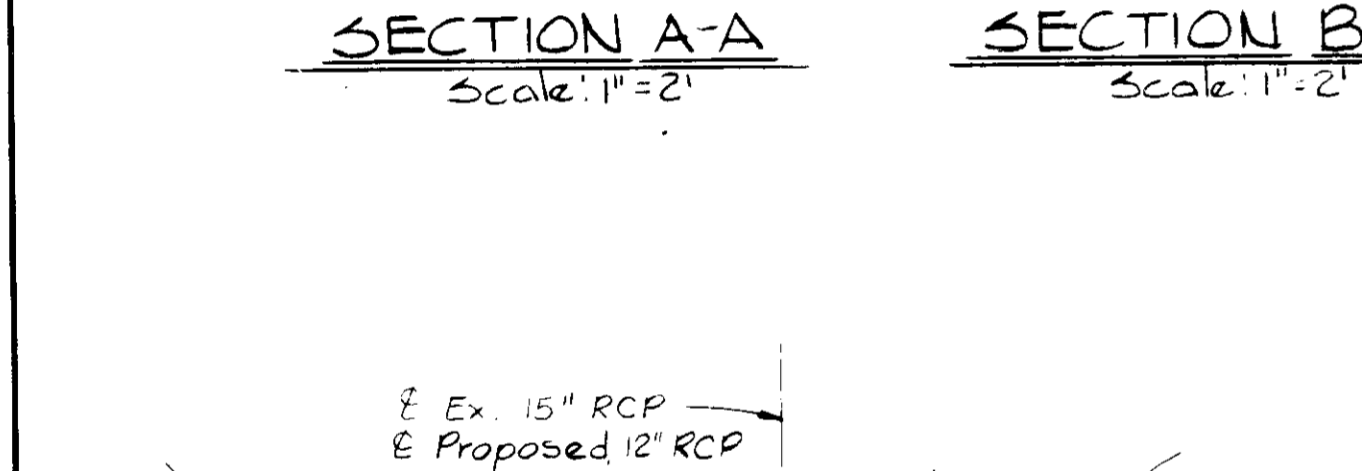 SECTION A-A
Scale: 1" = 2'
SECTION B
Scale: 1" = 2'
℄ Ex. 15" RCP
℄ Proposed 12" RCP